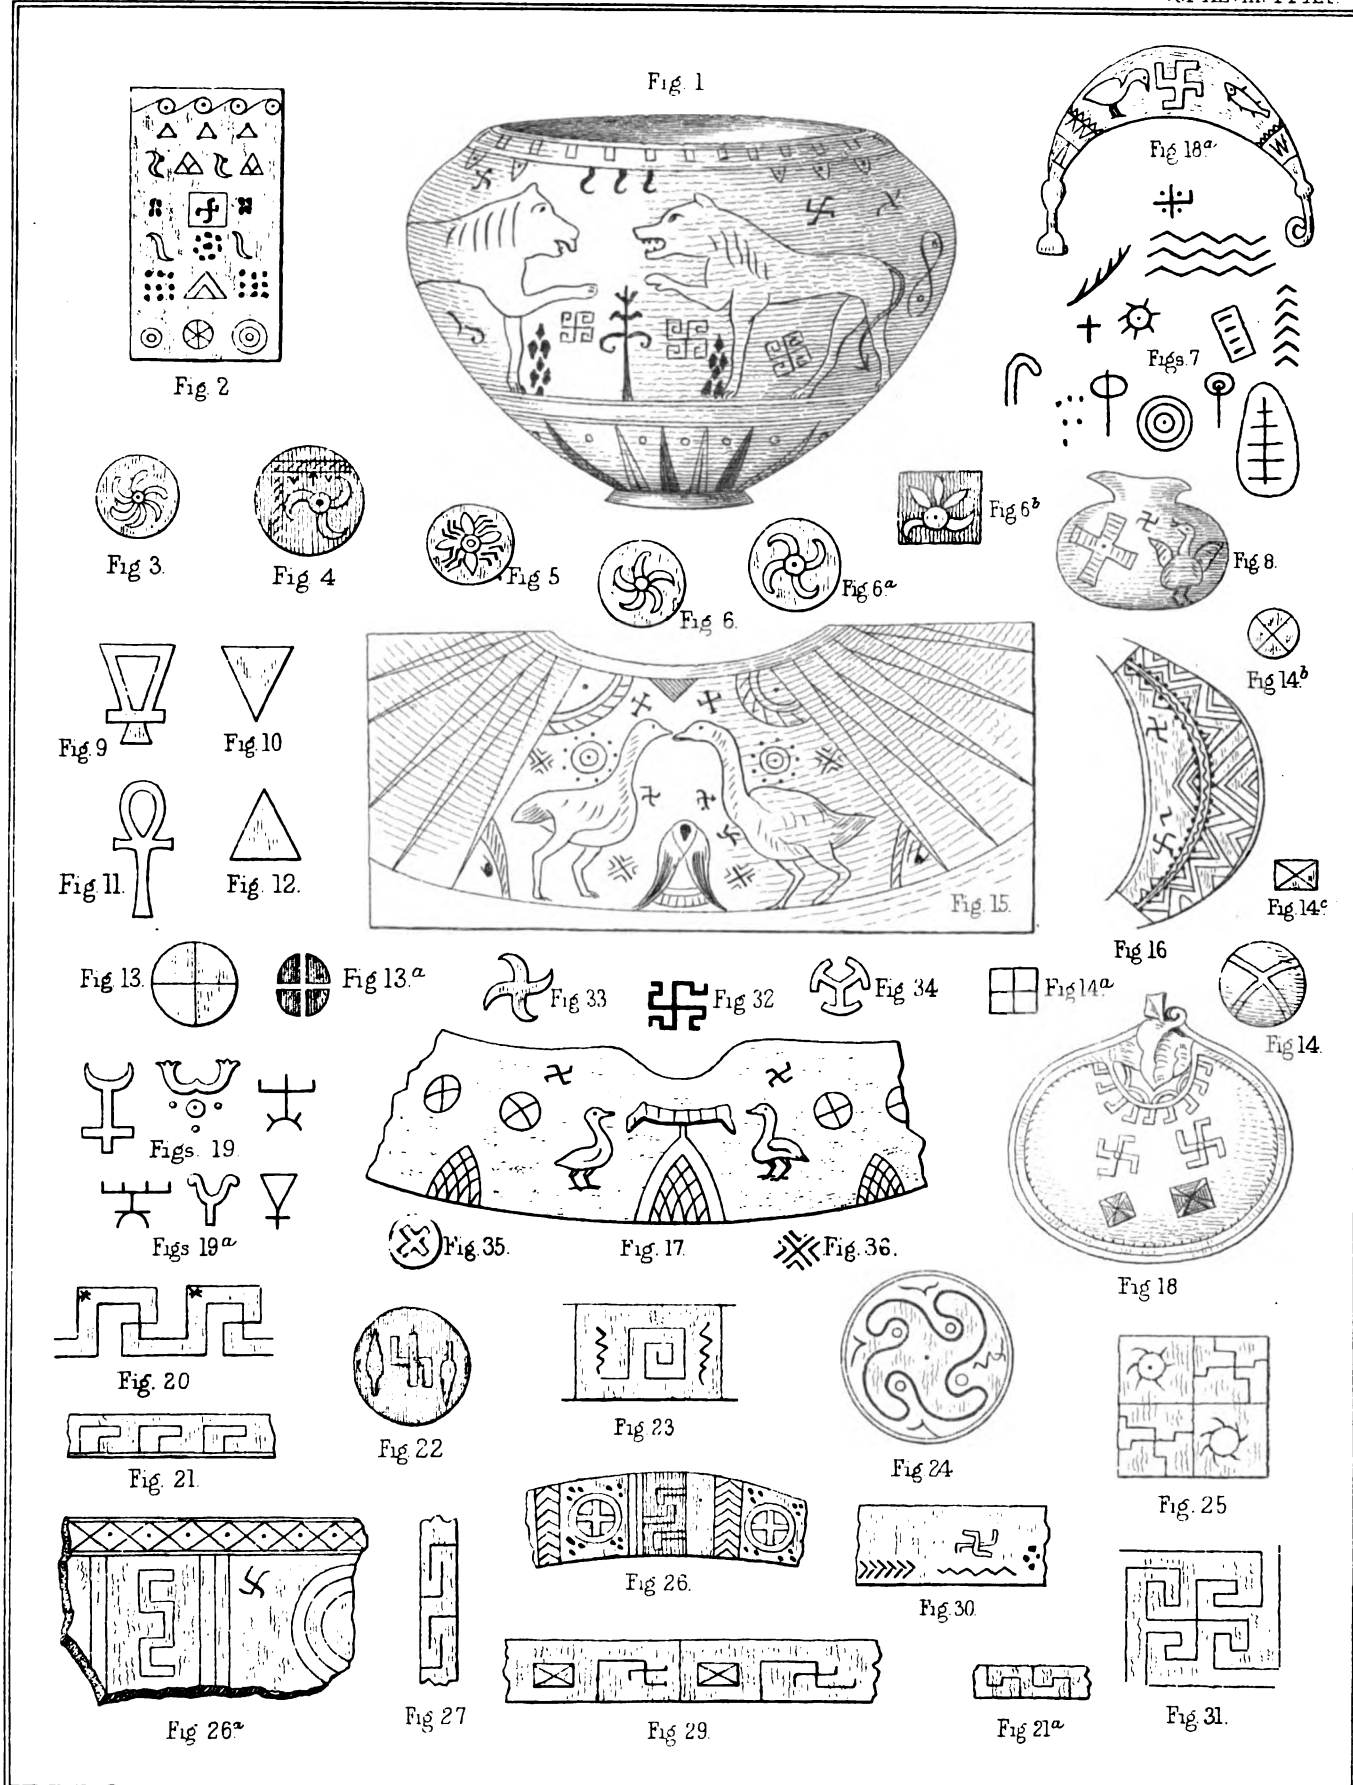 Fig. 1
Fig. 2
Fig 18ª
Figs. 7
Fig 3.
Fig 4
Fig 5
Fig 6.
Fig 6.ª
Fig 6ᵇ
Fig 8.
Fig. 9
Fig. 10
Fig 14.ᵇ
Fig. 11.
Fig. 12.
Fig. 15.
Fig. 14ᶜ
Fig 16
Fig 13.
Fig 13.ª
Fig 33
Fig 32
Fig 34
Fig 14ª
Fig 14.
Figs. 19.
Figs 19ª
Fig. 35.
Fig. 17.
Fig. 36.
Fig 18
Fig. 20
Fig. 21.
Fig. 22
Fig. 23
Fig. 24
Fig. 25
Fig 26.
Fig. 30.
Fig 26ª
Fig 27
Fig 29.
Fig 21ª
Fig. 31.